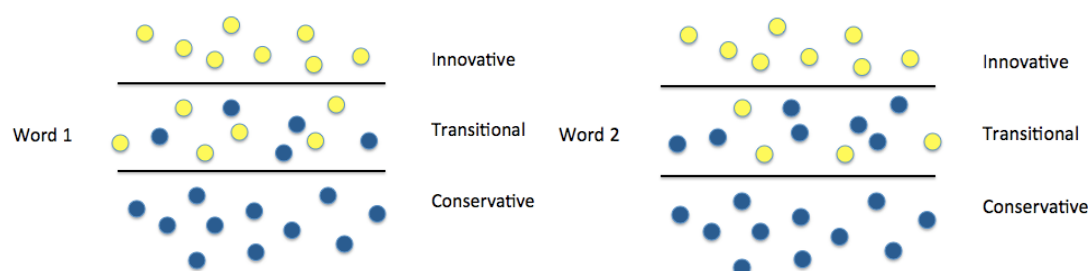 Innovative
Word 1
Transitional
Conservative
Innovative
Word 2
Transitional
Conservative